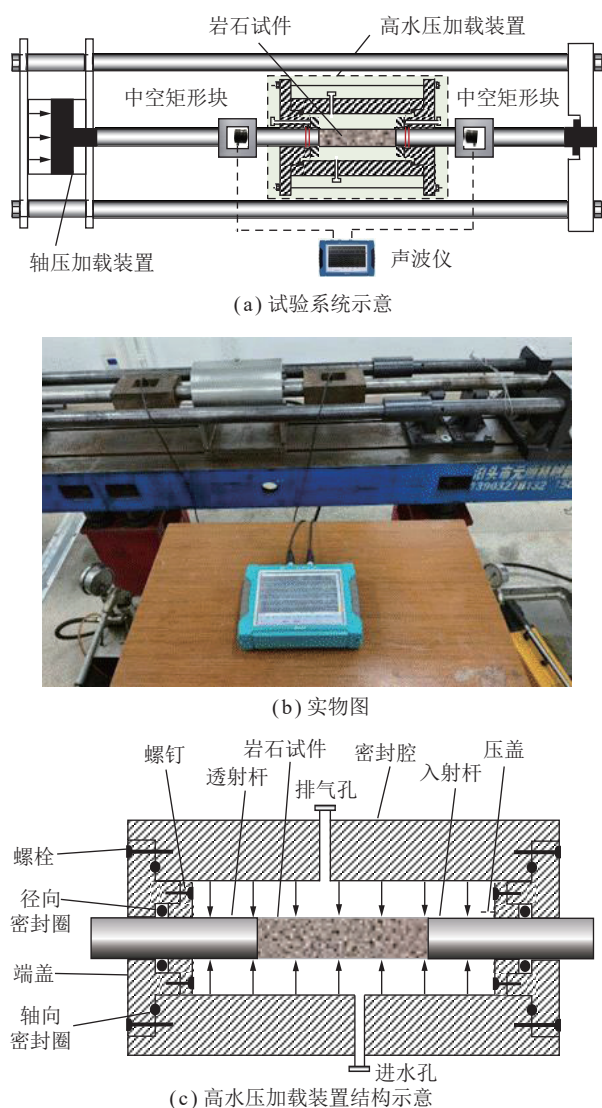 岩石试件
高水压加载装置
中空矩形块
中空矩形块
轴压加载装置
声波仪
(a) 试验系统示意
泊头市元
(b) 实物图
螺钉
透射杆
岩石试件
密封腔
入射杆
压盖
排气孔
螺栓
径向
密封圈
端盖
轴向
密封圈
进水孔
(c) 高水压加载装置结构示意